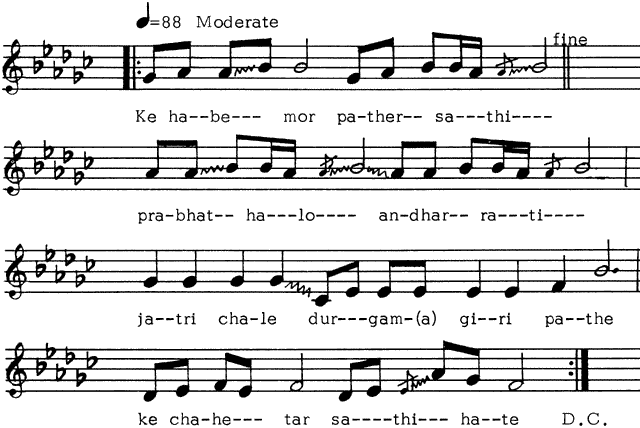 =88 Moderate
fine
Ke ha--be--- mor pa-ther-- sa---thi----
pra-bhat-- ha---lo---- an-dhar-- ra---ti----
ja--tri cha-le dur---gam-(a) gi--ri pa--the
ke cha-he--- tar sa----thi--- ha--te D.C.